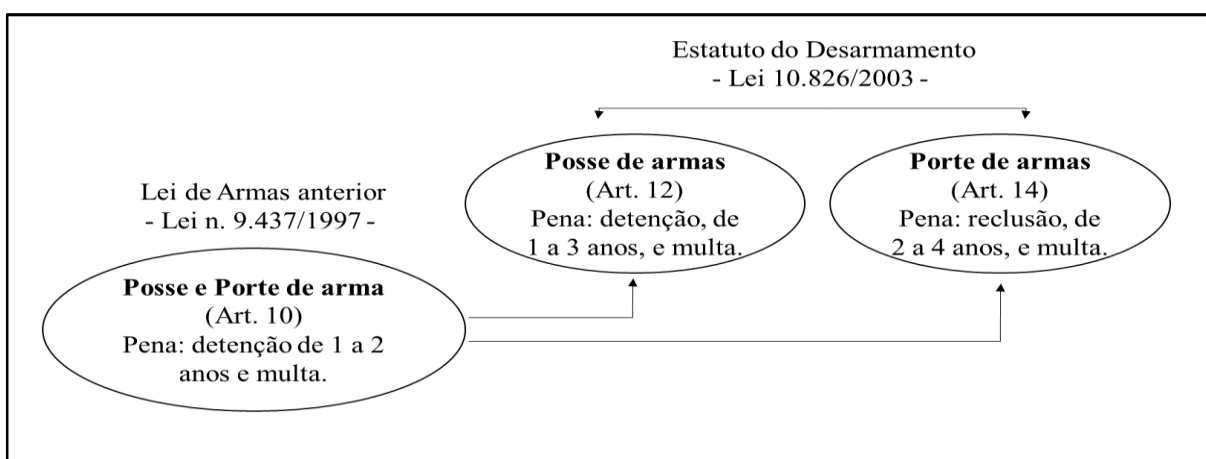 Estatuto do Desarmamento
- Lei 10.826/2003 -
Posse de armas
(Art. 12)
Pena: detenção, de
1 a 3 anos, e multa.
Porte de armas
(Art. 14)
Pena: reclusão, de
2 a 4 anos, e multa.
Lei de Armas anterior
- Lei n. 9.437/1997 -
Posse e Porte de arma
(Art. 10)
Pena: detenção de 1 a 2
anos e multa.